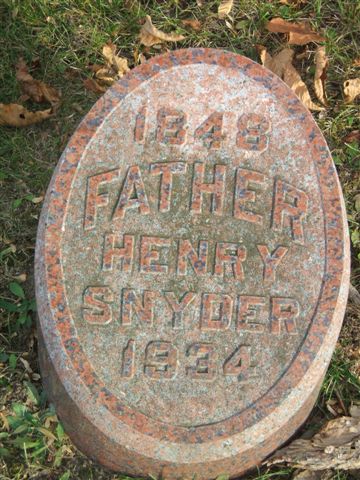 1848
FATHER
HENRY
SNYDER
1934